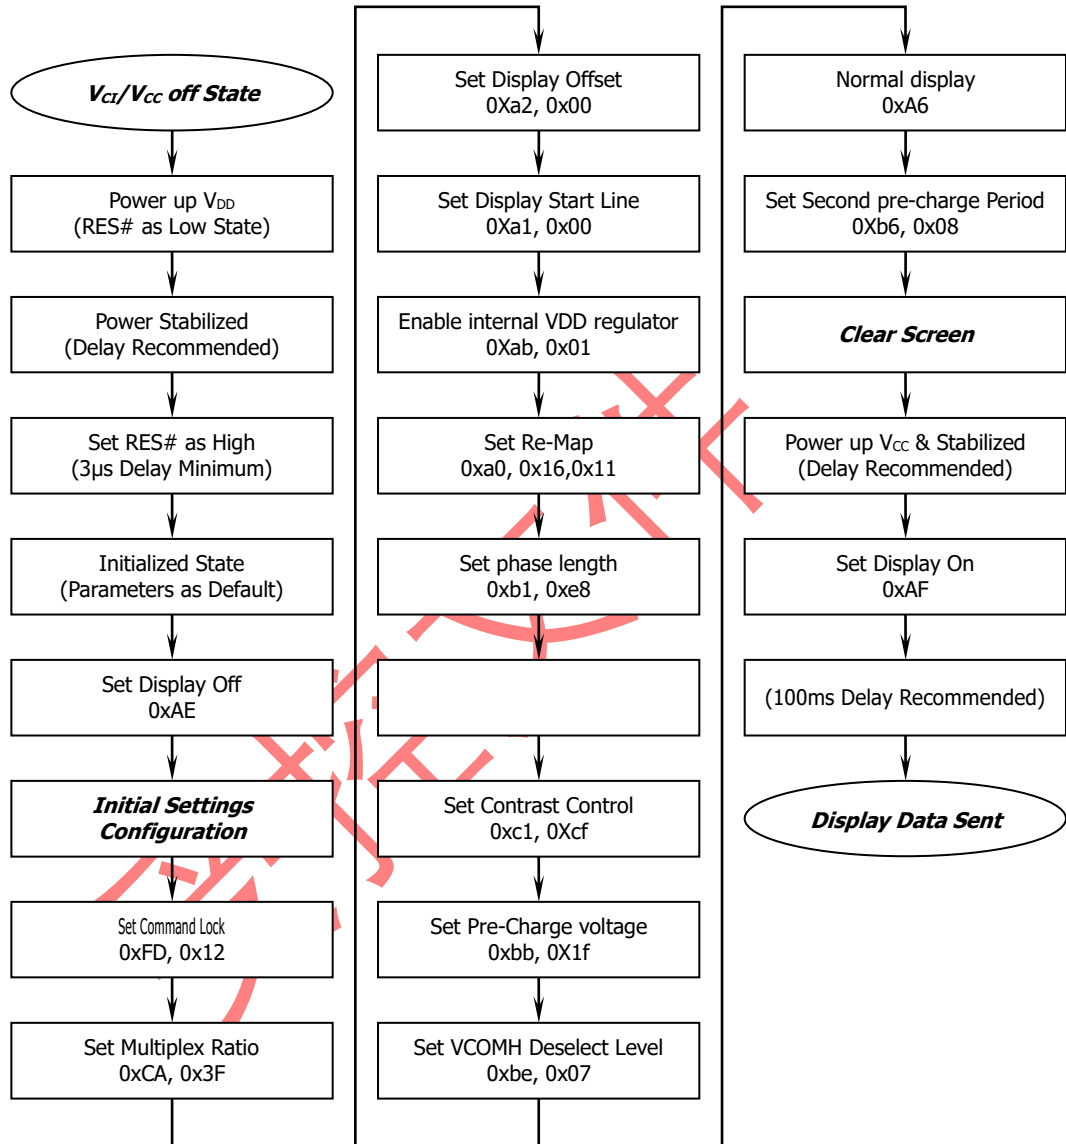 V_CI/V_CC off State
Power up V_DD
(RES# as Low State)
Power Stabilized
(Delay Recommended)
Set RES# as High
(3μs Delay Minimum)
Initialized State
(Parameters as Default)
Set Display Off
0xAE
Initial Settings
Configuration
Set Command Lock
0xFD, 0x12
Set Multiplex Ratio
0xCA, 0x3F
Set Display Offset
0Xa2, 0x00
Set Display Start Line
0Xa1, 0x00
Enable internal VDD regulator
0Xab, 0x01
Set Re-Map
0xa0, 0x16,0x11
Set phase length
0xb1, 0xe8
Set Contrast Control
0xc1, 0Xcf
Set Pre-Charge voltage
0xbb, 0X1f
Set VCOMH Deselect Level
0xbe, 0x07
Normal display
0xA6
Set Second pre-charge Period
0Xb6, 0x08
Clear Screen
Power up V_CC & Stabilized
(Delay Recommended)
Set Display On
0xAF
(100ms Delay Recommended)
Display Data Sent